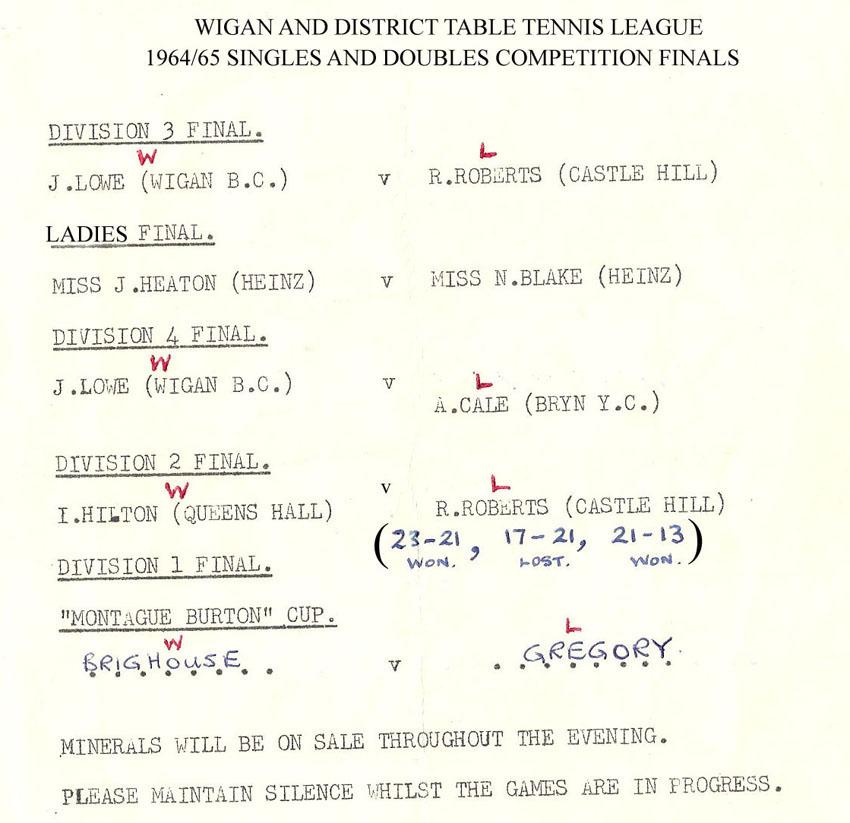 WIGAN AND DISTRICT TABLE TENNIS LEAGUE
1964/65 SINGLES AND DOUBLES COMPETITION FINALS
DIVISION 3 FINAL.
W L
J.LOWE (WIGAN B.C.) v R.ROBERTS (CASTLE HILL)
LADIES FINAL.
MISS J.HEATON (HEINZ) v MISS N.BLAKE (HEINZ)
DIVISION 4 FINAL.
W L
J.LOWE (WIGAN B.C.) v A.CALE (BRYN Y.C.)
DIVISION 2 FINAL.
W L
I.HILTON (QUEENS HALL) v R.ROBERTS (CASTLE HILL)
(23-21, 17-21, 21-13)
WON. LOST. WON.
DIVISION 1 FINAL.
"MONTAGUE BURTON" CUP.
W L
BRIGHOUSE v GREGORY
MINERALS WILL BE ON SALE THROUGHOUT THE EVENING.
PLEASE MAINTAIN SILENCE WHILST THE GAMES ARE IN PROGRESS.